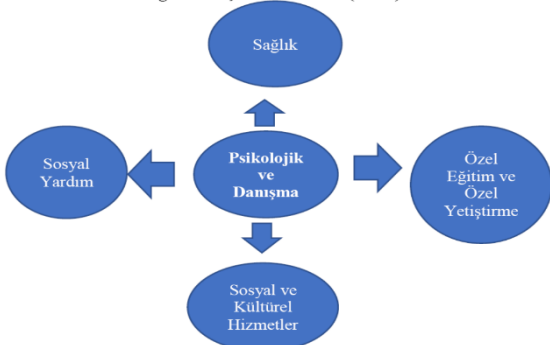 Sağlık
Sosyal
Yardım
Psikolojik
ve
Danışma
Özel
Eğitim ve
Özel
Yetiştirme
Sosyal ve
Kültürel
Hizmetler